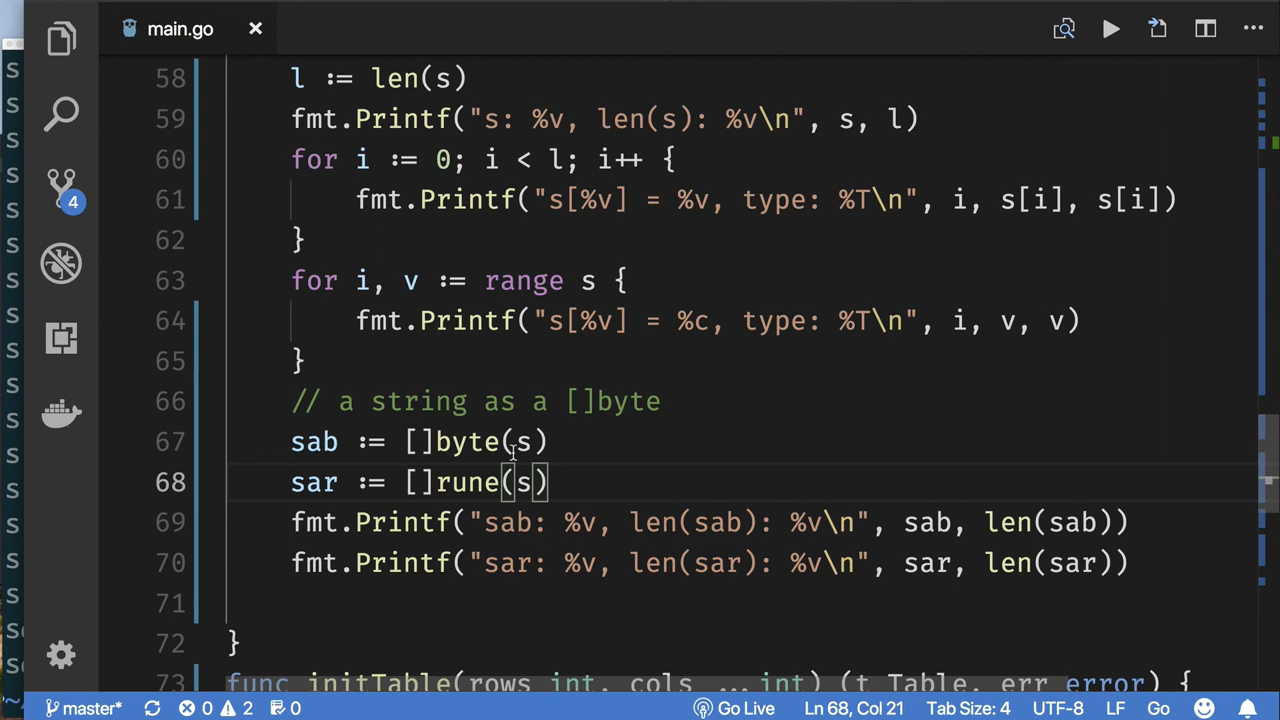 main.go
58 l := len(s)
59 fmt.Printf("s: %v, len(s): %v\n", s, l)
60 for i := 0; i < l; i++ {
61 fmt.Printf("s[%v] = %v, type: %T\n", i, s[i], s[i])
62 }
63 for i, v := range s {
64 fmt.Printf("s[%v] = %c, type: %T\n", i, v, v)
65 }
66 // a string as a []byte
67 sab := []byte(s)
68 sar := []rune(s)
69 fmt.Printf("sab: %v, len(sab): %v\n", sab, len(sab))
70 fmt.Printf("sar: %v, len(sar): %v\n", sar, len(sar))
71
72 }
73 func initTable(rows int, cols ...int) (t Table, err error) {
4
master* 0 2 0 Go Live Ln 68, Col 21 Tab Size: 4 UTF-8 LF Go